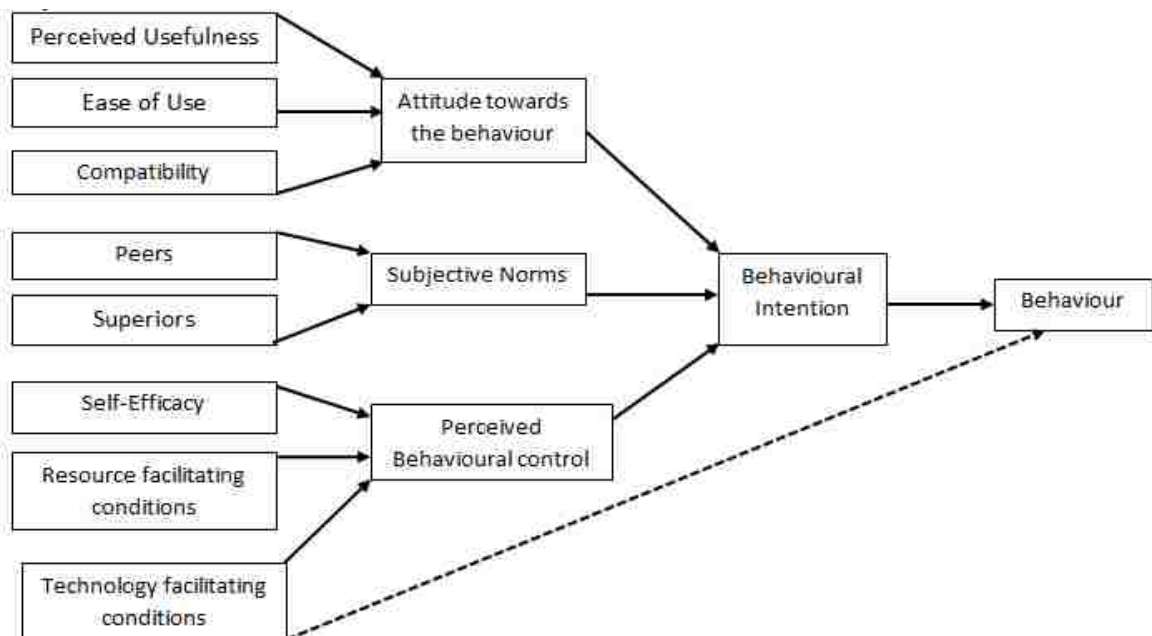 Perceived Usefulness
Ease of Use
Compatibility
Attitude towards
the behaviour
Peers
Superiors
Subjective Norms
Self-Efficacy
Resource facilitating
conditions
Technology facilitating
conditions
Perceived
Behavioural control
Behavioural
Intention
Behaviour